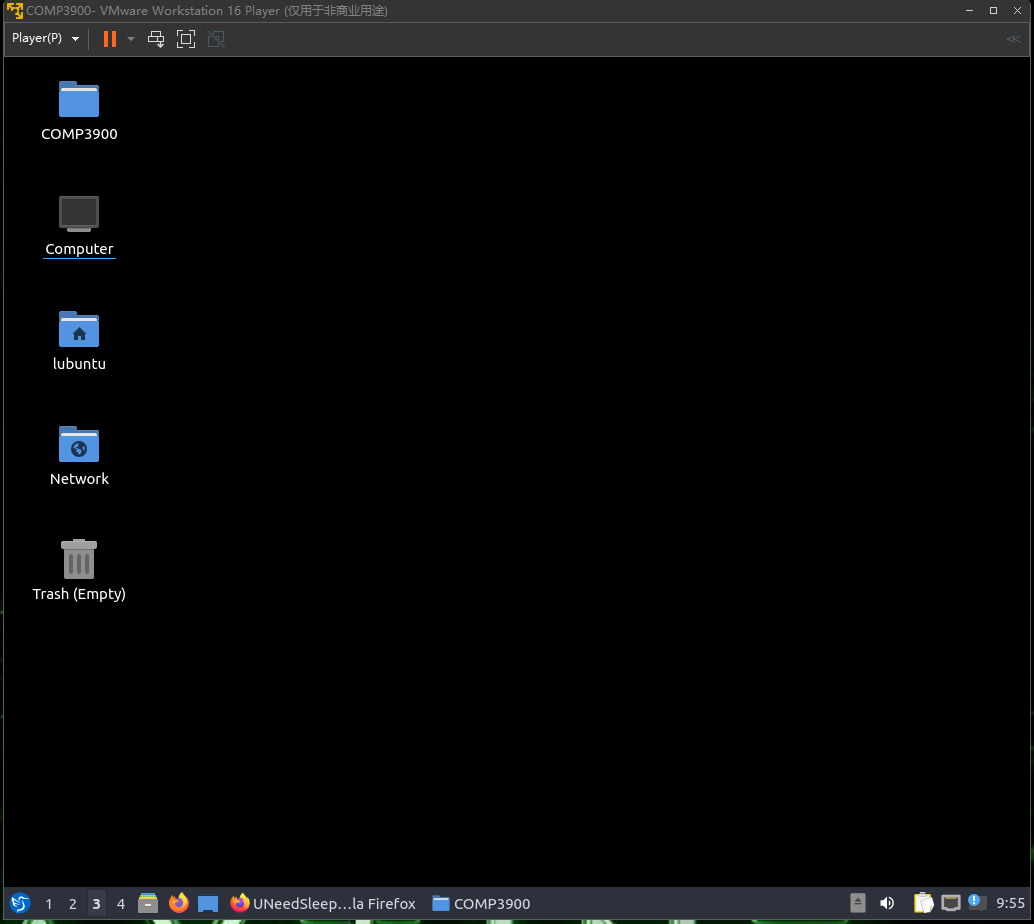 COMP3900- VMware Workstation 16 Player (仅用于非商业用途)
Player(P)
COMP3900
Computer
lubuntu
Network
Trash (Empty)
1 2 3 4 UNeedSleep...la Firefox COMP3900 9:55